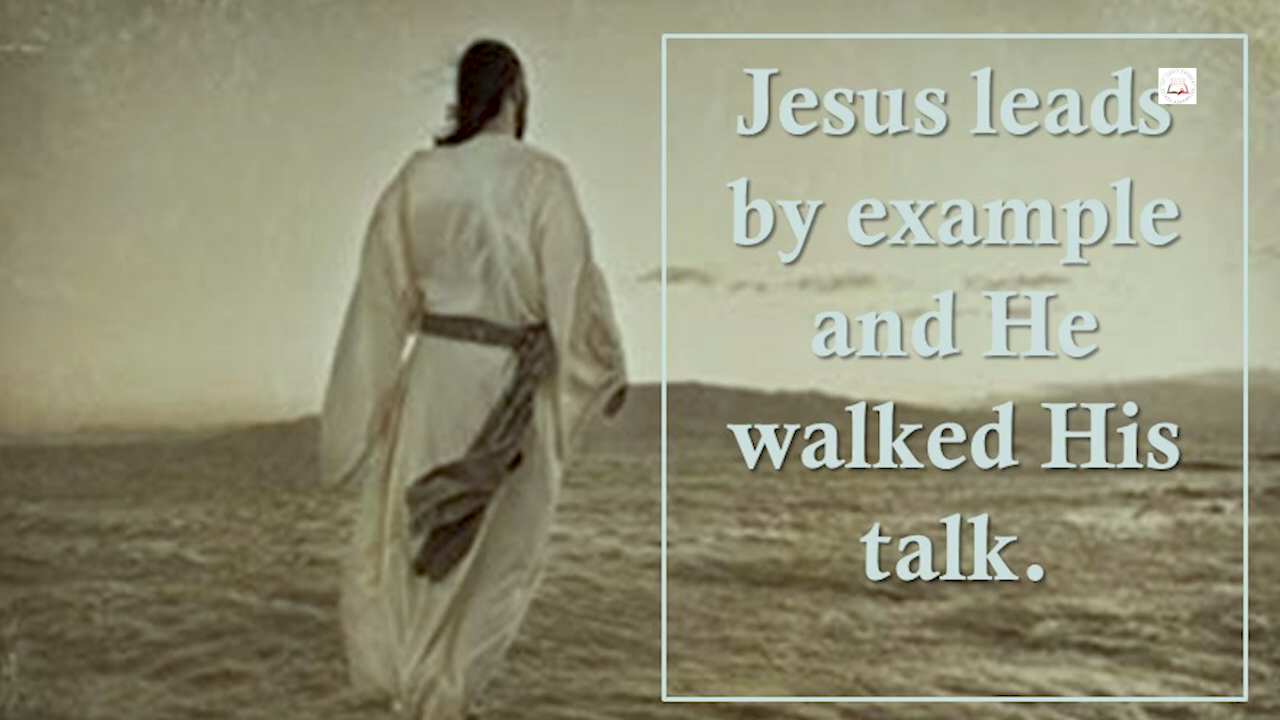 Jesus leads
by example
and He
walked His
talk.